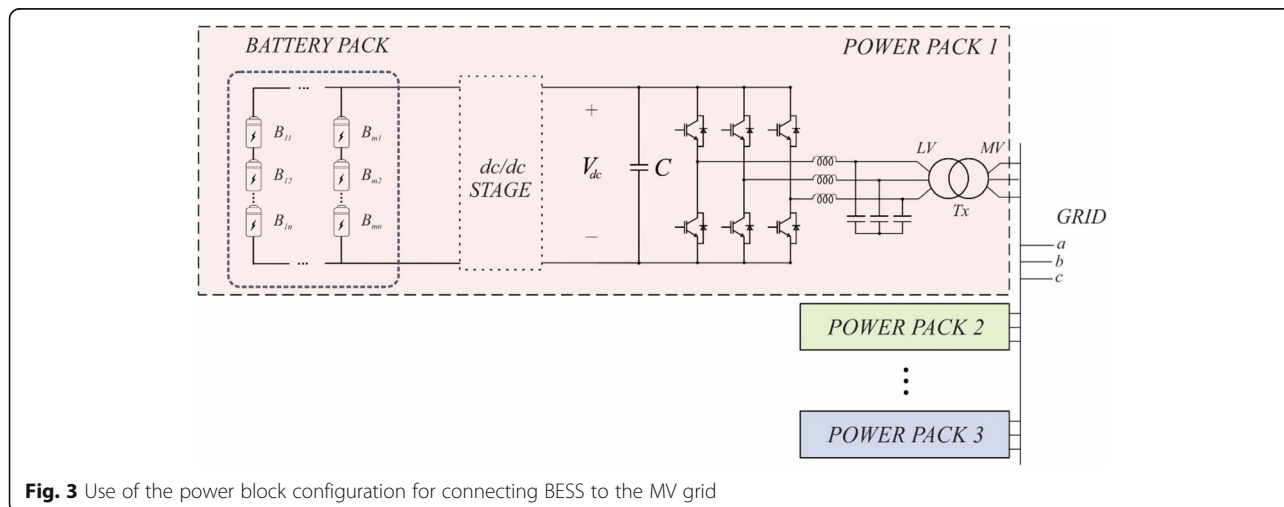 BATTERY PACK
POWER PACK 1
...
B11
Bm1
B12
Bm2
B1n
Bmn
...
dc/dc
STAGE
+
Vdc
−
C
LV
MV
Tx
GRID
a
b
c
POWER PACK 2
POWER PACK 3
Fig. 3 Use of the power block configuration for connecting BESS to the MV grid